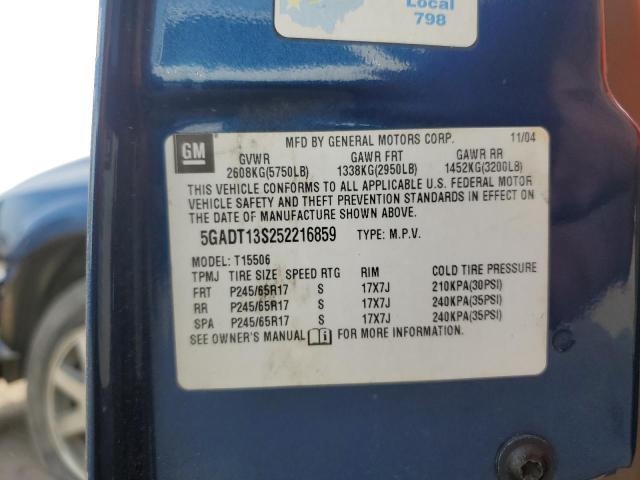 Local
798
GM
MFD BY GENERAL MOTORS CORP. 11/04
GVWR GAWR FRT GAWR RR
2608KG(5750LB) 1338KG(2950LB) 1452KG(3200LB)
THIS VEHICLE CONFORMS TO ALL APPLICABLE U.S. FEDERAL MOTOR
VEHICLE SAFETY AND THEFT PREVENTION STANDARDS IN EFFECT ON
THE DATE OF MANUFACTURE SHOWN ABOVE.
5GADT13S252216859 TYPE: M.P.V.
MODEL: T15506
TPMJ TIRE SIZE SPEED RTG RIM COLD TIRE PRESSURE
FRT P245/65R17 S 17X7J 210KPA(30PSI)
RR P245/65R17 S 17X7J 240KPA(35PSI)
SPA P245/65R17 S 17X7J 240KPA(35PSI)
SEE OWNER'S MANUAL FOR MORE INFORMATION.